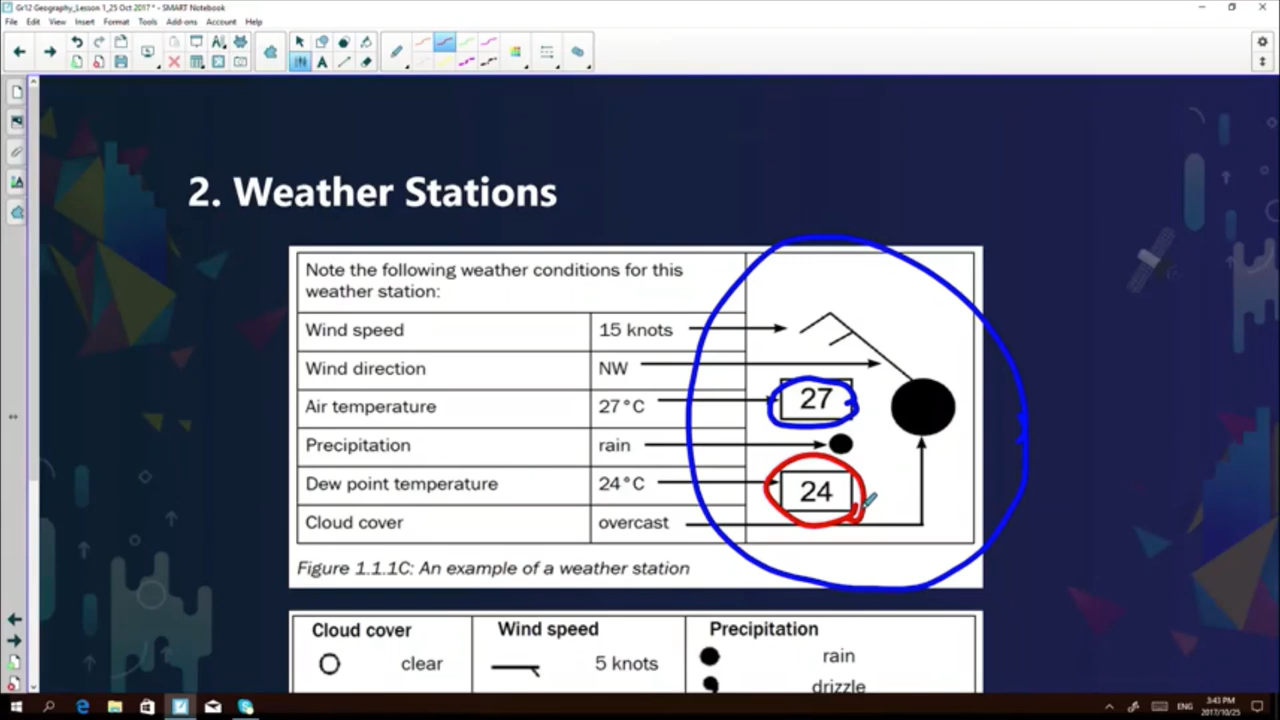 Gr12 Geography_Lesson 1_25 Oct 2017 * - SMART Notebook
File Edit View Insert Format Tools Add-ons Account Help
2. Weather Stations
Note the following weather conditions for this
weather station:
Wind speed 15 knots
Wind direction NW
Air temperature 27°C 27
Precipitation rain
Dew point temperature 24°C 24
Cloud cover overcast
Figure 1.1.1C: An example of a weather station
Cloud cover Wind speed Precipitation
clear 5 knots rain
drizzle
ENG
3:43 PM
2017/10/25